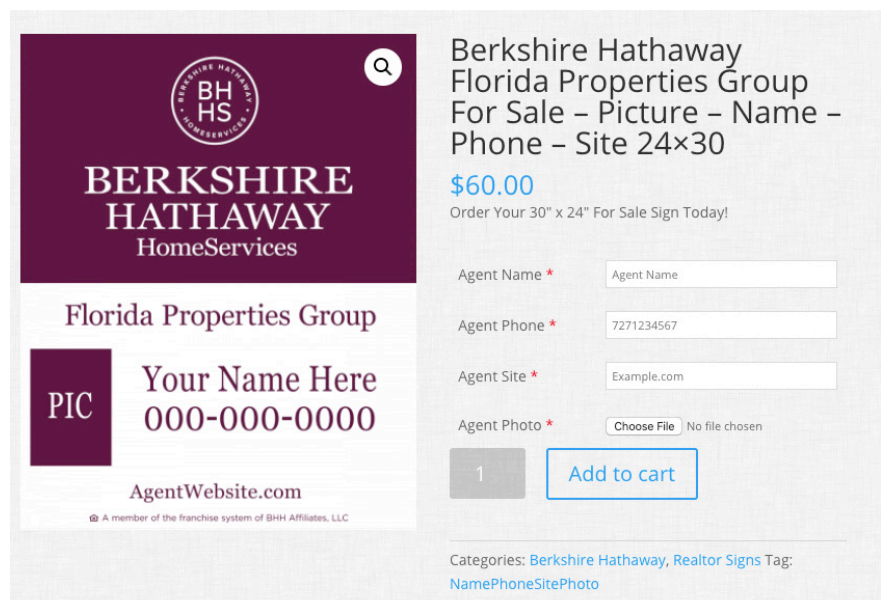 BERKSHIRE HATHAWAY
BH
HS
HOMESERVICES
BERKSHIRE
HATHAWAY
HomeServices
Florida Properties Group
PIC
Your Name Here
000-000-0000
AgentWebsite.com
A member of the franchise system of BHH Affiliates, LLC
Berkshire Hathaway
Florida Properties Group
For Sale – Picture – Name –
Phone – Site 24×30
$60.00
Order Your 30" x 24" For Sale Sign Today!
Agent Name * Agent Name
Agent Phone * 7271234567
Agent Site * Example.com
Agent Photo * Choose File No file chosen
1 Add to cart
Categories: Berkshire Hathaway, Realtor Signs Tag:
NamePhoneSitePhoto